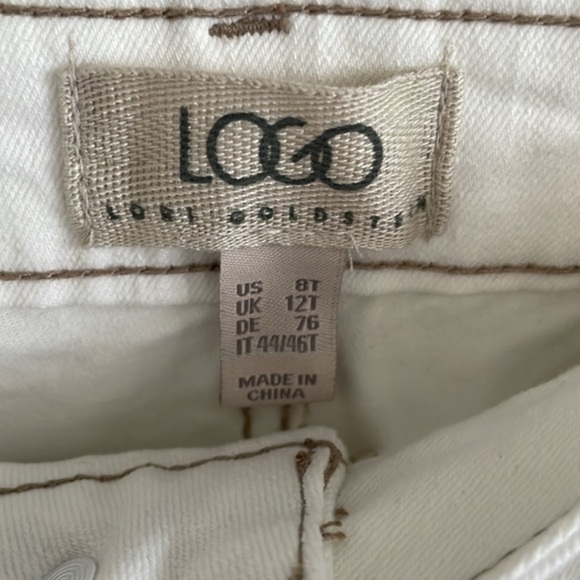 LOGO
LORI GOLDSTEIN
US 8T
UK 12T
DE 76
IT 44/46T
MADE IN
CHINA